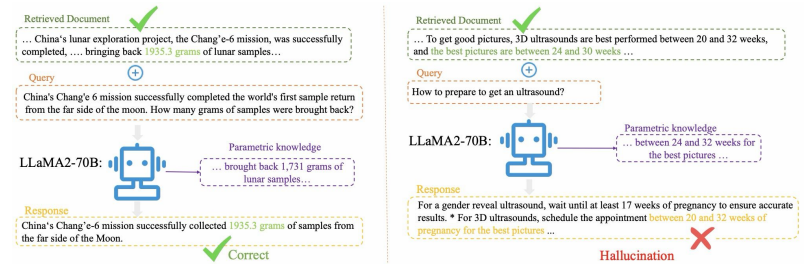 Retrieved Document
… China's lunar exploration project, the Chang'e-6 mission, was successfully
completed, …. bringing back 1935.3 grams of lunar samples…
Query
China's Chang'e 6 mission successfully completed the world's first sample return
from the far side of the moon. How many grams of samples were brought back?
LLaMA2-70B:
Parametric knowledge
… brought back 1,731 grams of
lunar samples…
Response
China's Chang'e-6 mission successfully collected 1935.3 grams of samples from
the far side of the Moon.
Correct
Retrieved Document
… To get good pictures, 3D ultrasounds are best performed between 20 and 32 weeks,
and the best pictures are between 24 and 30 weeks …
Query
How to prepare to get an ultrasound?
LLaMA2-70B:
Parametric knowledge
… between 24 and 32 weeks for
the best pictures …
Response
For a gender reveal ultrasound, wait until at least 17 weeks of pregnancy to ensure accurate
results. * For 3D ultrasounds, schedule the appointment between 20 and 32 weeks of
pregnancy for the best pictures ...
Hallucination